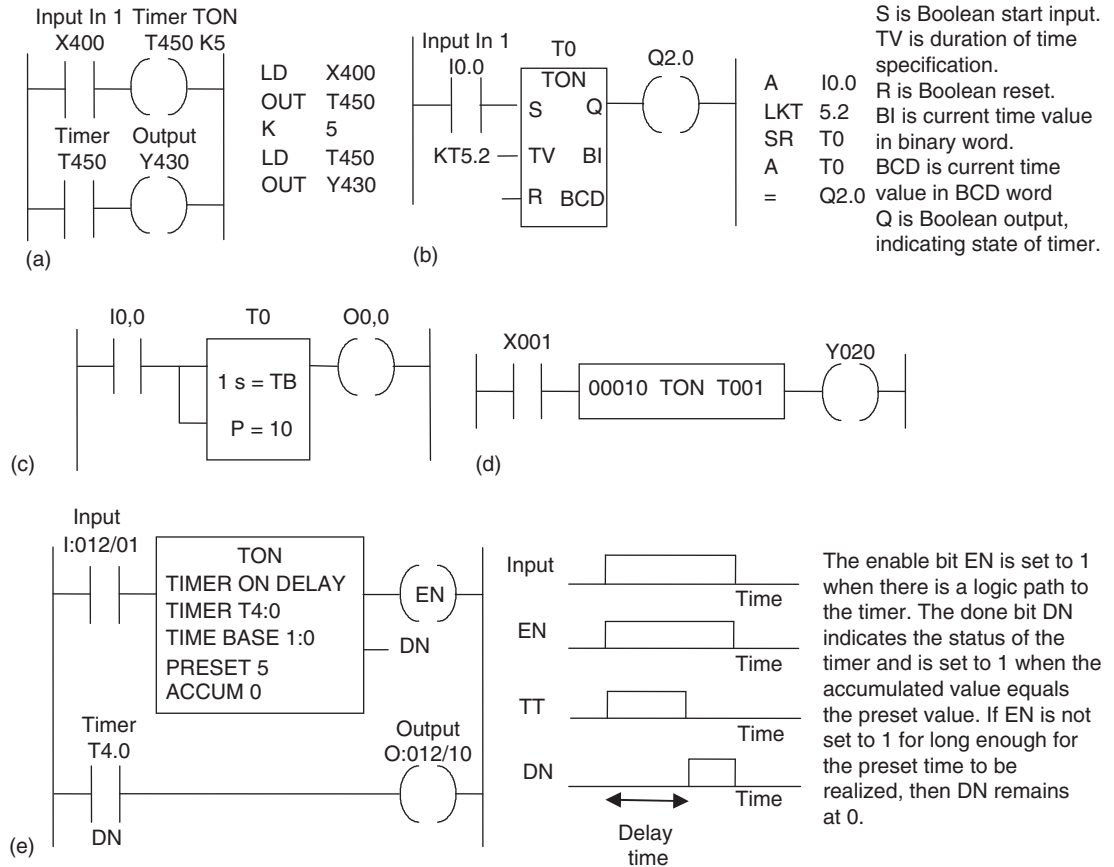 Input In 1 Timer TON
X400 T450 K5
Timer Output
T450 Y430
LD X400
OUT T450
K 5
LD T450
OUT Y430
(a)
Input In 1
I0.0
T0
TON
S Q
KT5.2 TV BI
R BCD
Q2.0
A I0.0
LKT 5.2
SR T0
A T0
= Q2.0
(b)
S is Boolean start input.
TV is duration of time
specification.
R is Boolean reset.
BI is current time value
in binary word.
BCD is current time
value in BCD word
Q is Boolean output,
indicating state of timer.
I0,0 T0 O0,0
1 s = TB
P = 10
(c)
X001 Y020
00010 TON T001
(d)
Input
I:012/01
TON
TIMER ON DELAY
TIMER T4:0
TIME BASE 1:0
PRESET 5
ACCUM 0
EN
DN
Timer
T4.0
DN
Output
O:012/10
(e)
Input
Time
EN
Time
TT
Time
DN
Time
Delay
time
The enable bit EN is set to 1
when there is a logic path to
the timer. The done bit DN
indicates the status of the
timer and is set to 1 when the
accumulated value equals
the preset value. If EN is not
set to 1 for long enough for
the preset time to be
realized, then DN remains
at 0.